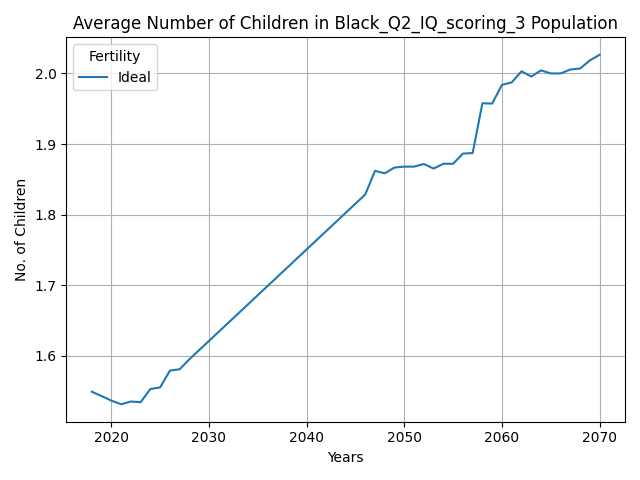 Average Number of Children in Black_Q2_IQ_scoring_3 Population
Fertility
Ideal
No. of Children
2.0
1.9
1.8
1.7
1.6
2020 2030 2040 2050 2060 2070
Years